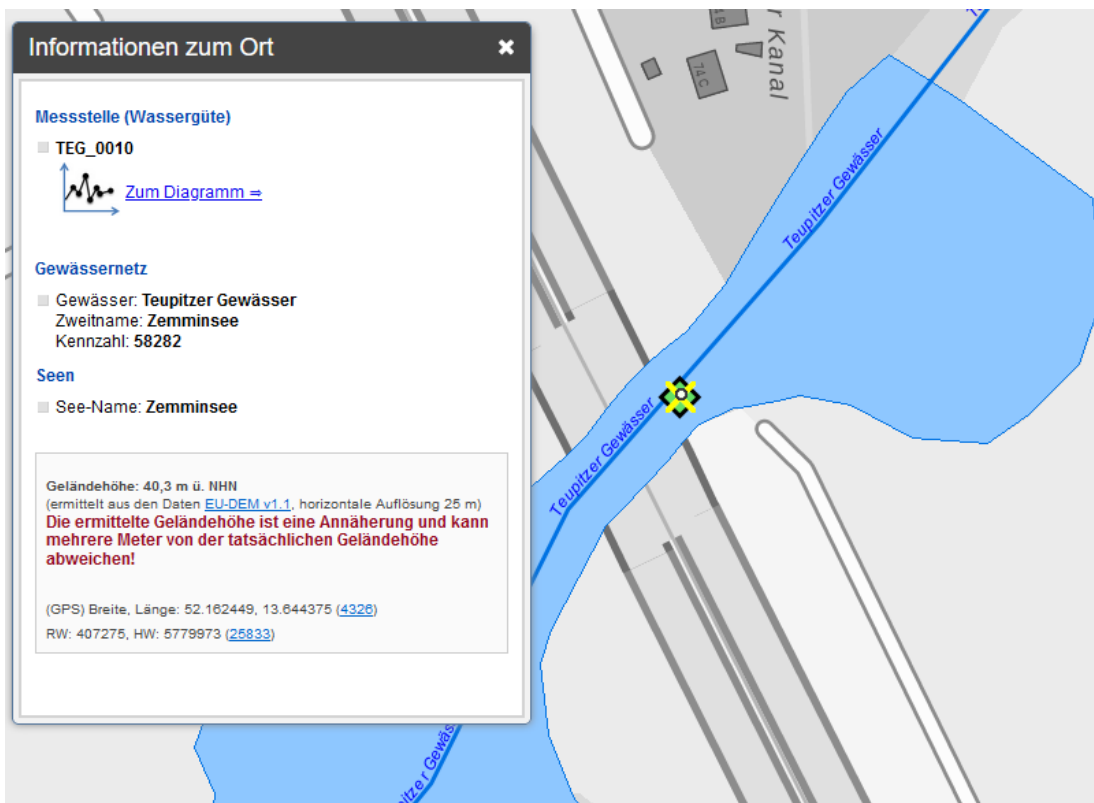 Informationen zum Ort ✖
Messstelle (Wassergüte)
TEG_0010
Zum Diagramm ⇒
Gewässernetz
Gewässer: Teupitzer Gewässer
Zweitname: Zemminsee
Kennzahl: 58282
Seen
See-Name: Zemminsee
Geländehöhe: 40,3 m ü. NHN
(ermittelt aus den Daten EU-DEM v1.1, horizontale Auflösung 25 m)
Die ermittelte Geländehöhe ist eine Annäherung und kann
mehrere Meter von der tatsächlichen Geländehöhe
abweichen!
(GPS) Breite, Länge: 52.162449, 13.644375 (4326)
RW: 407275, HW: 5779973 (25833)
74 C
r Kanal
Teupitzer Gewässer
Teupitzer Gewässer